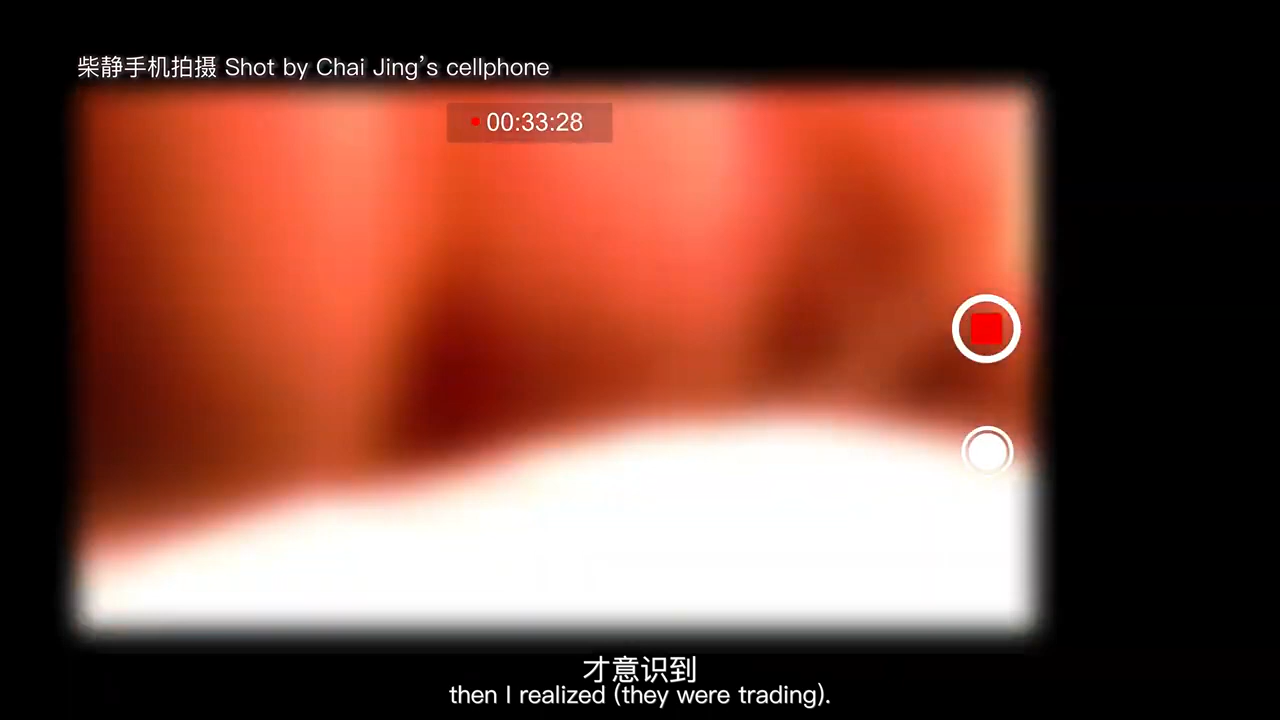 柴静手机拍摄 Shot by Chai Jing's cellphone
00:33:28
才意识到
then I realized (they were trading).